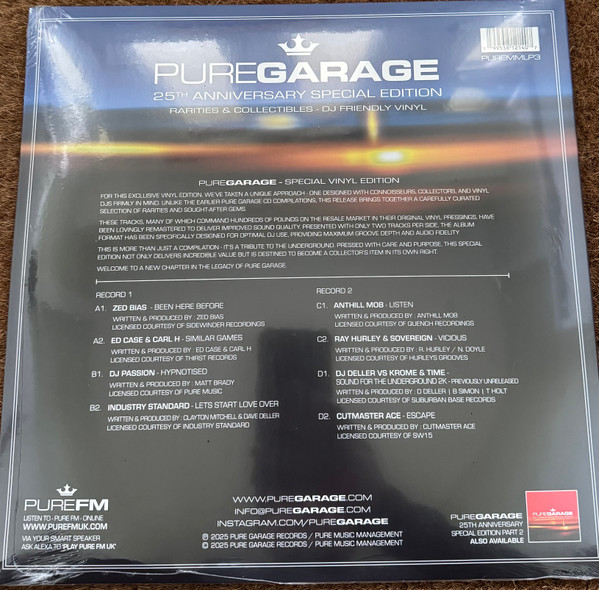 PUREGARAGE
25TH ANNIVERSARY SPECIAL EDITION
RARITIES & COLLECTIBLES - DJ FRIENDLY VINYL
PUREMMLP3
PUREGARAGE - SPECIAL VINYL EDITION
FOR THIS EXCLUSIVE VINYL EDITION, WE'VE TAKEN A UNIQUE APPROACH - ONE DESIGNED WITH CONNOISSEURS, COLLECTORS, AND VINYL
DJS FIRMLY IN MIND. UNLIKE THE EARLIER PURE GARAGE CD COMPILATIONS, THIS RELEASE BRINGS TOGETHER A CAREFULLY CURATED
SELECTION OF RARITIES AND SOUGHT-AFTER GEMS.
THESE TRACKS, MANY OF WHICH COMMAND HUNDREDS OF POUNDS ON THE RESALE MARKET IN THEIR ORIGINAL VINYL PRESSINGS, HAVE
BEEN LOVINGLY REMASTERED TO DELIVER IMPROVED SOUND QUALITY. PRESENTED WITH ONLY TWO TRACKS PER SIDE, THE ALBUM
FORMAT HAS BEEN SPECIFICALLY DESIGNED FOR OPTIMAL DJ USE, PROVIDING MAXIMUM GROOVE DEPTH AND AUDIO FIDELITY
THIS IS MORE THAN JUST A COMPILATION - IT'S A TRIBUTE TO THE UNDERGROUND. PRESSED WITH CARE AND PURPOSE, THIS SPECIAL
EDITION NOT ONLY DELIVERS INCREDIBLE VALUE BUT IS DESTINED TO BECOME A COLLECTOR'S ITEM IN ITS OWN RIGHT.
WELCOME TO A NEW CHAPTER IN THE LEGACY OF PURE GARAGE.
RECORD 1
A1. ZED BIAS - BEEN HERE BEFORE
WRITTEN & PRODUCED BY : ZED BIAS
LICENSED COURTESY OF SIDEWINDER RECORDINGS
A2. ED CASE & CARL H - SIMILAR GAMES
WRITTEN & PRODUCED BY : ED CASE & CARL H
LICENSED COURTESY OF THIRST RECORDS
B1. DJ PASSION - HYPNOTISED
WRITTEN & PRODUCED BY : MATT BRADY
LICENSED COURTESY OF PURE MUSIC
B2. INDUSTRY STANDARD - LETS START LOVE OVER
WRITTEN & PRODUCED BY : CLAYTON MITCHELL & DAVE DELLER
LICENSED COURTESY OF INDUSTRY STANDARD
RECORD 2
C1. ANTHILL MOB - LISTEN
WRITTEN & PRODUCED BY : ANTHILL MOB
LICENSED COURTESY OF QUENCH RECORDINGS
C2. RAY HURLEY & SOVEREIGN - VICIOUS
WRITTEN & PRODUCED BY : R. HURLEY / N. DOYLE
LICENSED COURTESY OF HURLEYS GROOVES
D1. DJ DELLER VS KROME & TIME -
SOUND FOR THE UNDERGROUND 2K - PREVIOUSLY UNRELEASED
WRITTEN & PRODUCED BY : D DELLER | B SIMON | T HOLT
LICENSED COURTESY OF SUBURBAN BASE RECORDS
D2. CUTMASTER ACE - ESCAPE
WRITTEN & PRODUCED BY : CUTMASTER ACE
LICENSED COURTESY OF SW15
PUREFM
LISTEN TO - PURE FM - ONLINE
WWW.PUREFMUK.COM
VIA YOUR SMART SPEAKER
ASK ALEXA TO 'PLAY PURE FM UK'
WWW.PUREGARAGE.COM
INFO@PUREGARAGE.COM
INSTAGRAM.COM/PUREGARAGE
℗ 2025 PURE GARAGE RECORDS / PURE MUSIC MANAGEMENT
© 2025 PURE GARAGE RECORDS / PURE MUSIC MANAGEMENT
PUREGARAGE
25TH ANNIVERSARY
SPECIAL EDITION PART 2
ALSO AVAILABLE
PUREGARAGE